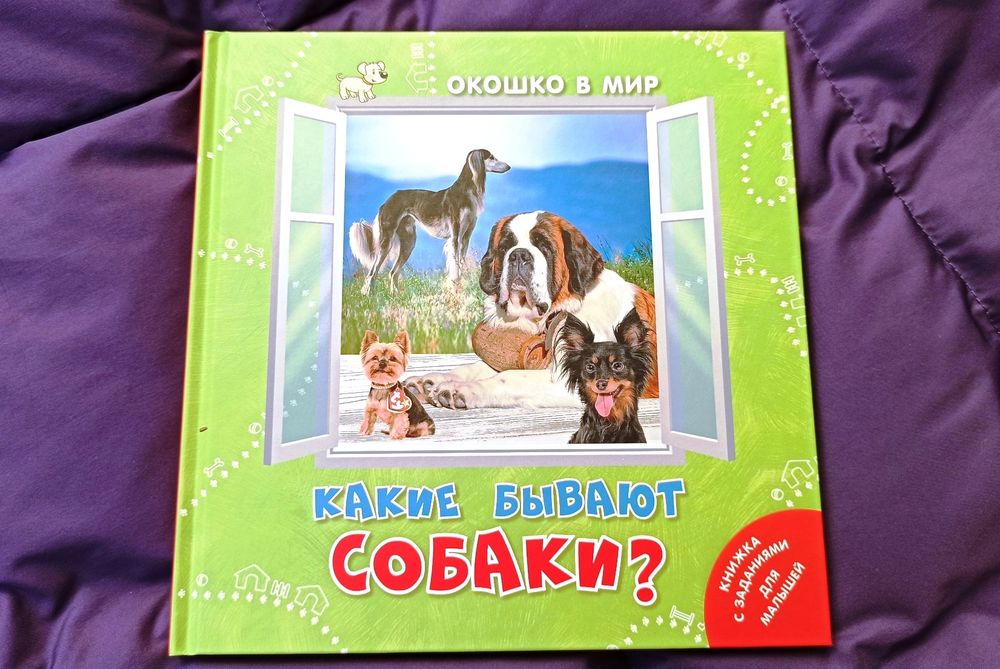 ОКОШКО В МИР
КАКИЕ БЫВАЮТ
СОБАКИ?
КНИЖКА
С ЗАДАНИЯМИ
ДЛЯ
МАЛЫШЕЙ